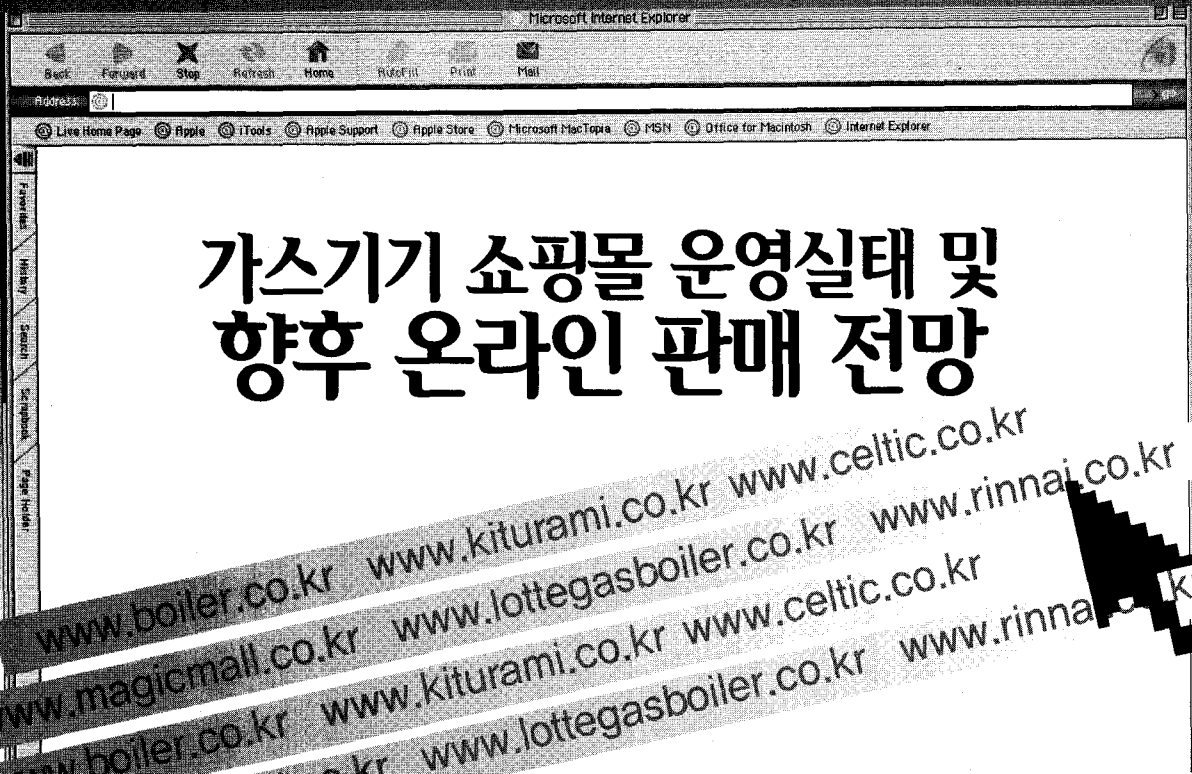 Microsoft Internet Explorer
Back Forward Stop Refresh Home AutoFill Print Mail
Address
Live Home Page Apple iTools Apple Support Apple Store Microsoft MacTopia MSN Office for Macintosh Internet Explorer
Favorites
History
Search
Scrapbook
Page Holder
가스기기 쇼핑몰 운영실태 및
향후 온라인 판매 전망
www.boiler.co.kr www.kiturami.co.kr www.celtic.co.kr
www.magicmall.co.kr www.lottegasboiler.co.kr www.rinnai.co.kr
www.boiler.co.kr www.kiturami.co.kr www.celtic.co.kr
www.lottegasboiler.co.kr